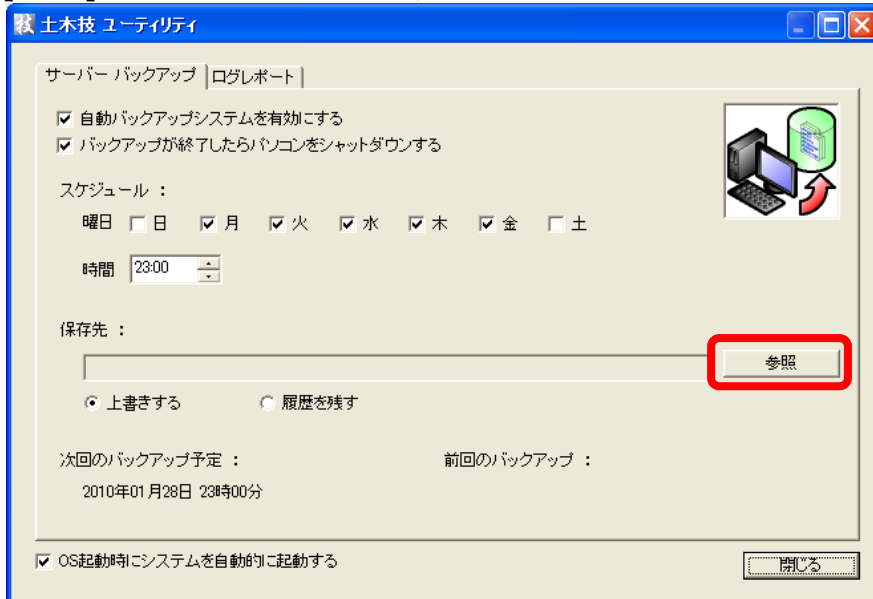 技 土木技 ユーティリティ
サーバー バックアップ ログレポート
自動バックアップシステムを有効にする
バックアップが終了したらパソコンをシャットダウンする
スケジュール :
曜日 日 月 火 水 木 金 土
時間 23:00
保存先 :
参照
上書きする 履歴を残す
次回のバックアップ予定 : 前回のバックアップ :
2010年01月28日 23時00分
OS起動時にシステムを自動的に起動する
閉じる